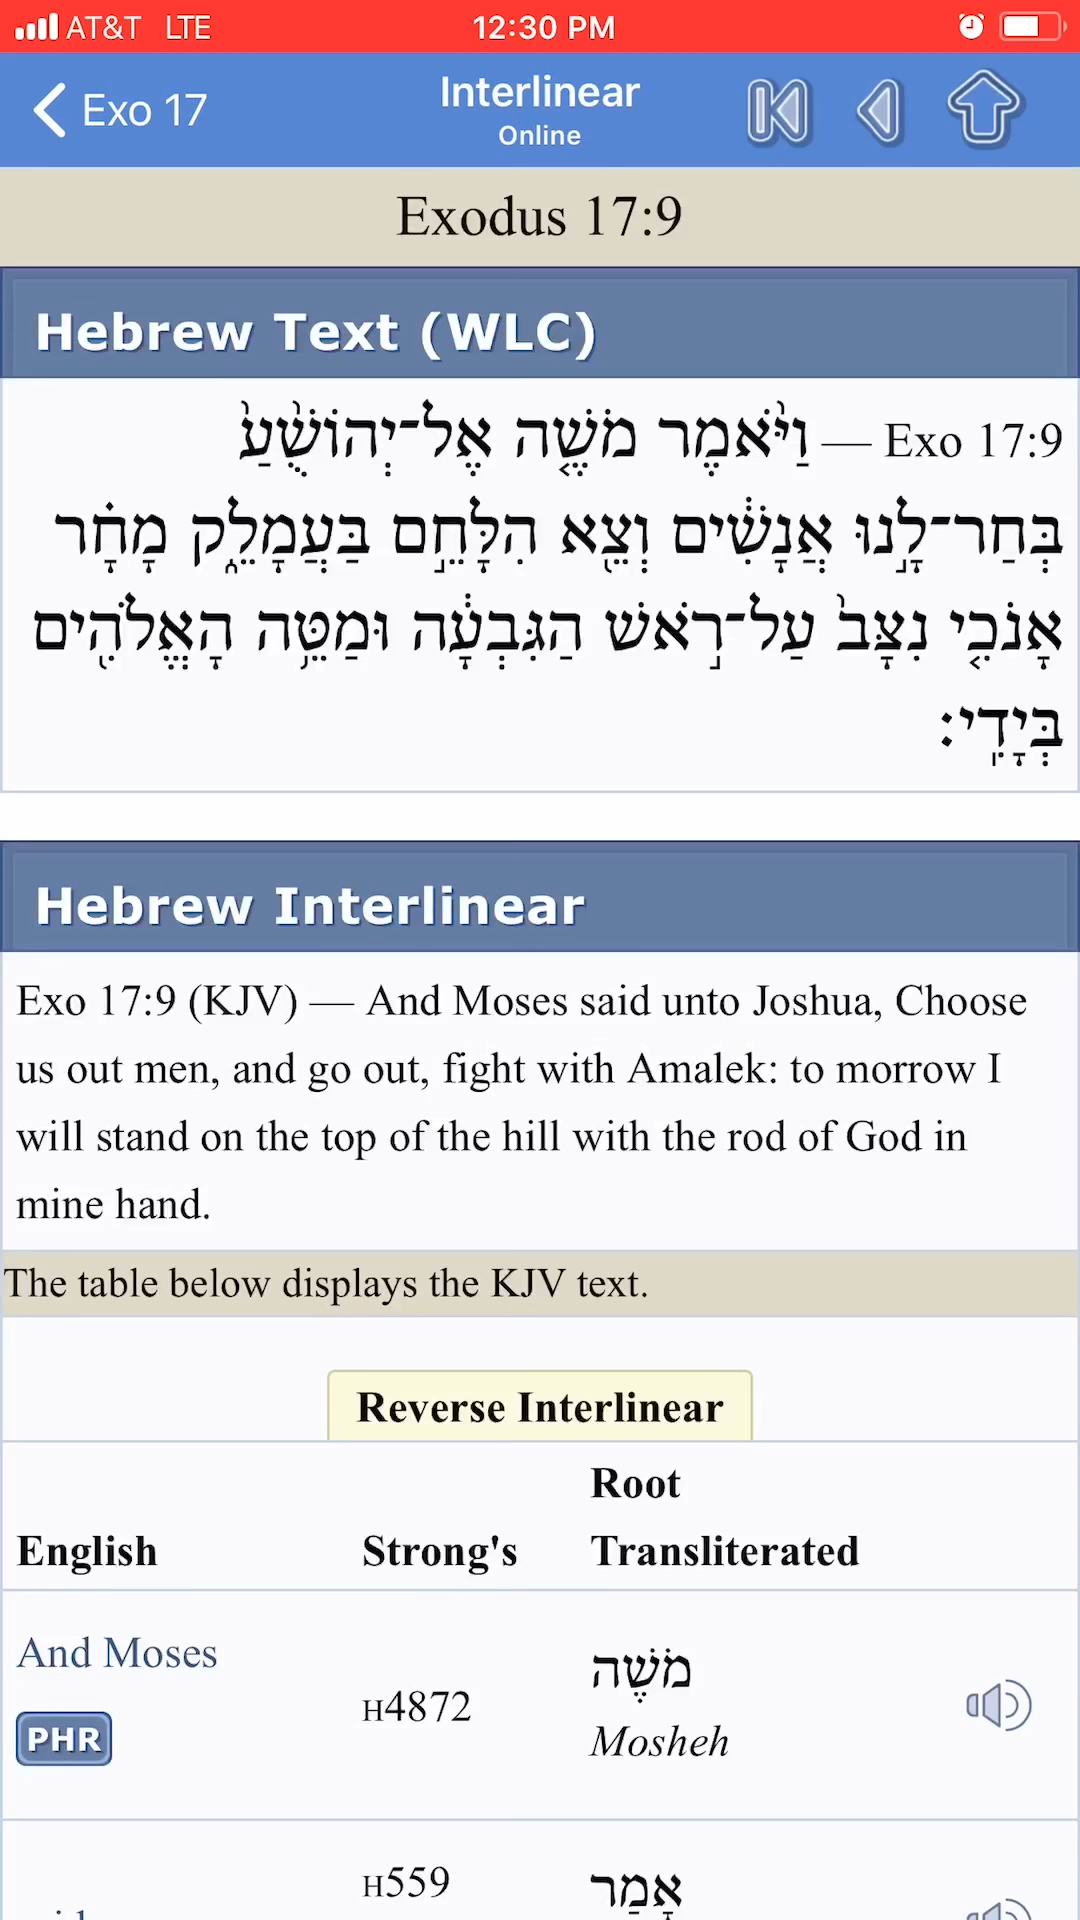 AT&T LTE 12:30 PM
Exo 17 Interlinear
Online
Exodus 17:9
Hebrew Text (WLC)
Exo 17:9 — וַיֹּ֨אמֶר מֹשֶׁ֤ה אֶל־יְהוֹשֻׁ֙עַ֙
בְּחַר־לָ֣נוּ אֲנָשִׁ֔ים וְצֵ֖א הִלָּחֵ֣ם בַּעֲמָלֵ֑ק מָחָ֗ר
אָנֹכִ֤י נִצָּב֙ עַל־רֹ֣אשׁ הַגִּבְעָ֔ה וּמַטֵּ֥ה הָאֱלֹהִ֖ים
בְּיָדִֽי׃
Hebrew Interlinear
Exo 17:9 (KJV) — And Moses said unto Joshua, Choose
us out men, and go out, fight with Amalek: to morrow I
will stand on the top of the hill with the rod of God in
mine hand.
The table below displays the KJV text.
Reverse Interlinear
English Strong's Root Transliterated
And Moses
PHR
H4872
מֹשֶׁה
Mosheh
H559
אָמַר